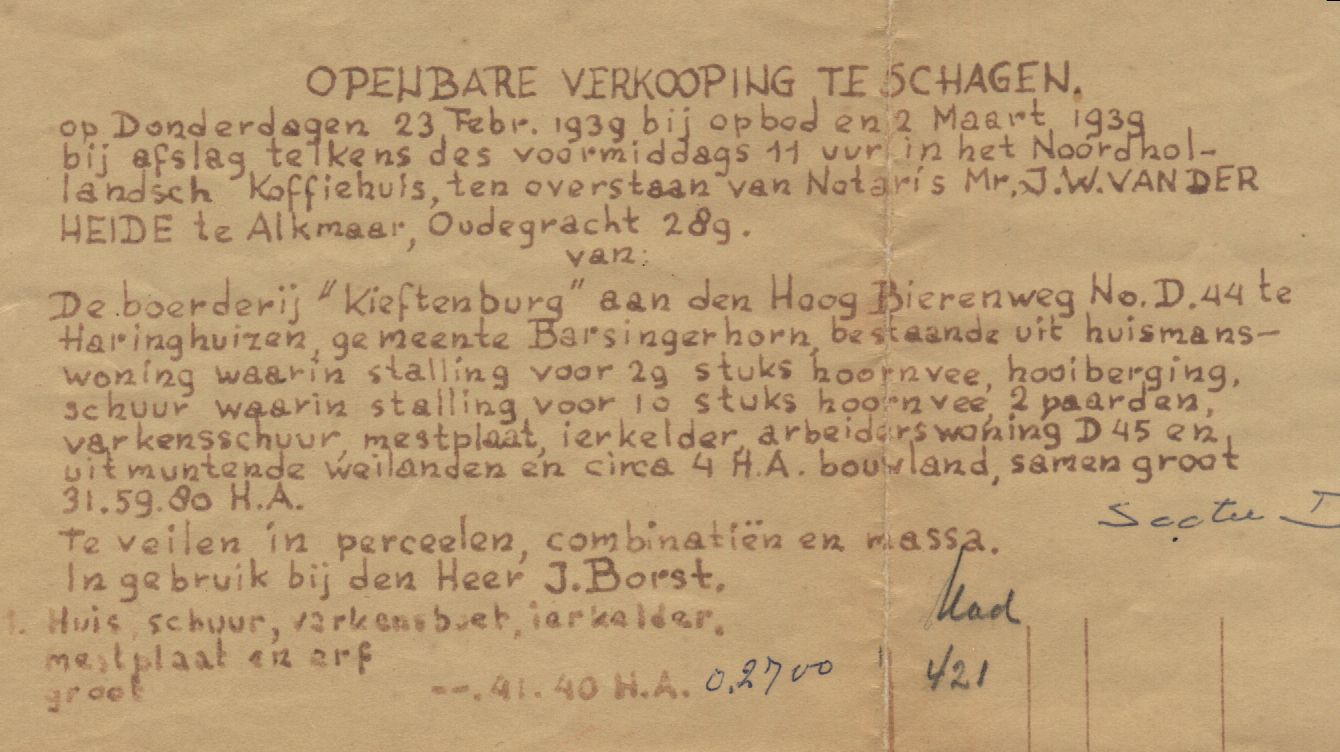 OPENBARE VERKOOPING TE SCHAGEN.
op Donderdagen 23 Febr. 1939 bij opbod en 2 Maart 1939
bij afslag telkens des voormiddags 11 uur in het Noordhol-
landsch Koffiehuis, ten overstaan van Notaris Mr. J.W. VAN DER
HEIDE te Alkmaar, Oudegracht 289.
van:
De boerderij "Kieftenburg" aan den Hoog Bierenweg No. D. 44 te
Haringhuizen, gemeente Barsingerhorn, bestaande uit huismans-
woning waarin stalling voor 29 stuks hoornvee, hooiberging,
schuur waarin stalling voor 10 stuks hoornvee, 2 paarden,
varkensschuur, mestplaat, ierkelder, arbeiderswoning D 45 en
uitmuntende weilanden en circa 4 H.A. bouwland, samen groot
31.59.80 H.A.
Sectie D
Te veilen in perceelen, combinatiën en massa.
In gebruik bij den Heer J. Borst.
Kad
1. Huis, schuur, varkensboet, ierkelder,
mestplaat en erf
groot --.41.40 H.A. 0.2700 421